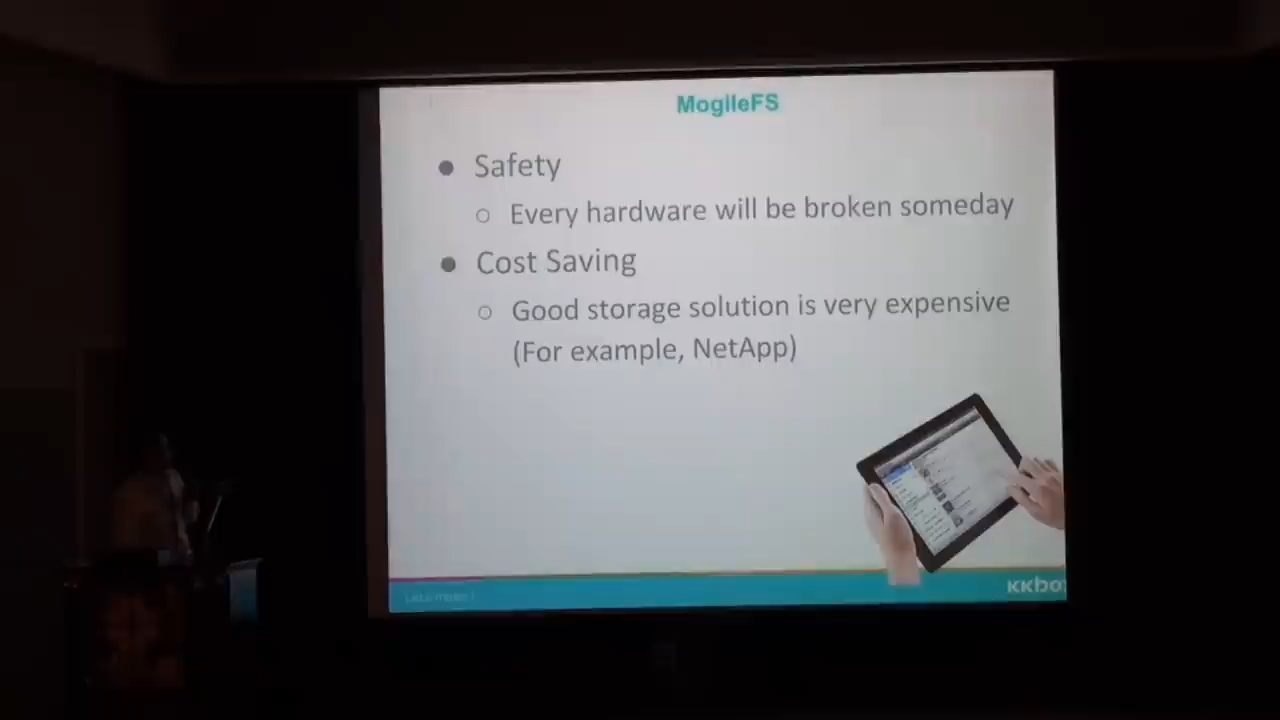 MogileFS
● Safety
○ Every hardware will be broken someday
● Cost Saving
○ Good storage solution is very expensive
(For example, NetApp)
KKBO